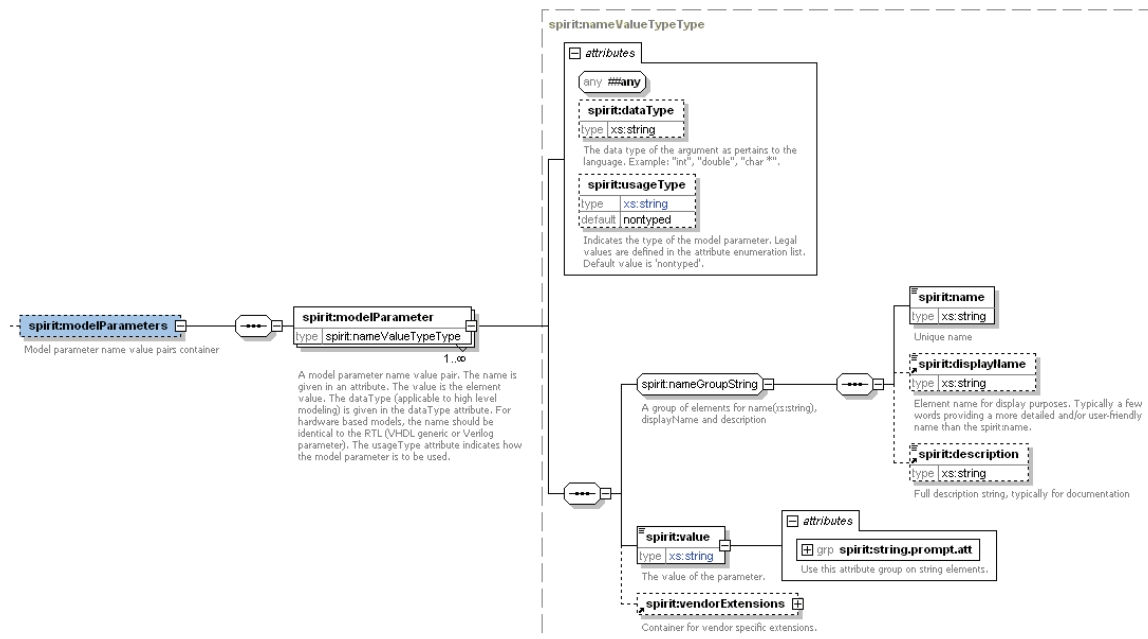 spirit:nameValueTypeType
attributes
any ##any
spirit:dataType
type xs:string
The data type of the argument as pertains to the
language. Example: "int", "double", "char *".
spirit:usageType
type xs:string
default nontyped
Indicates the type of the model parameter. Legal
values are defined in the attribute enumeration list.
Default value is 'nontyped'.
spirit:modelParameters
Model parameter name value pairs container
spirit:modelParameter
type spirit:nameValueTypeType
1..∞
A model parameter name value pair. The name is
given in an attribute. The value is the element
value. The dataType (applicable to high level
modeling) is given in the dataType attribute. For
hardware based models, the name should be
identical to the RTL (VHDL generic or Verilog
parameter). The usageType attribute indicates how
the model parameter is to be used.
spirit:nameGroupString
A group of elements for name(xs:string),
displayName and description
spirit:name
type xs:string
Unique name
spirit:displayName
type xs:string
Element name for display purposes. Typically a few
words providing a more detailed and/or user-friendly
name than the spirit:name.
spirit:description
type xs:string
Full description string, typically for documentation
spirit:value
type xs:string
The value of the parameter.
attributes
grp spirit:string.prompt.att
Use this attribute group on string elements.
spirit:vendorExtensions
Container for vendor specific extensions.